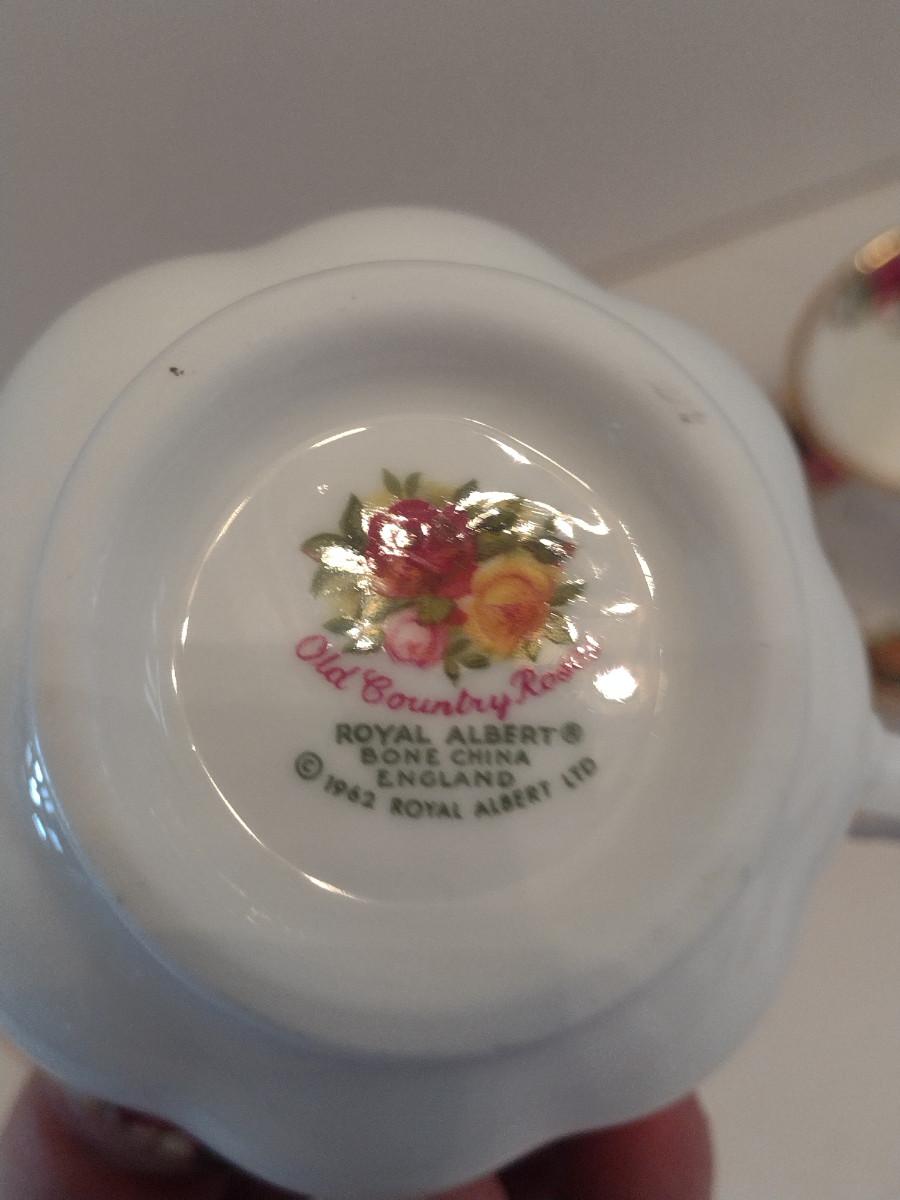 Old Country Roses
ROYAL ALBERT®
BONE CHINA
ENGLAND
© 1962 ROYAL ALBERT LTD